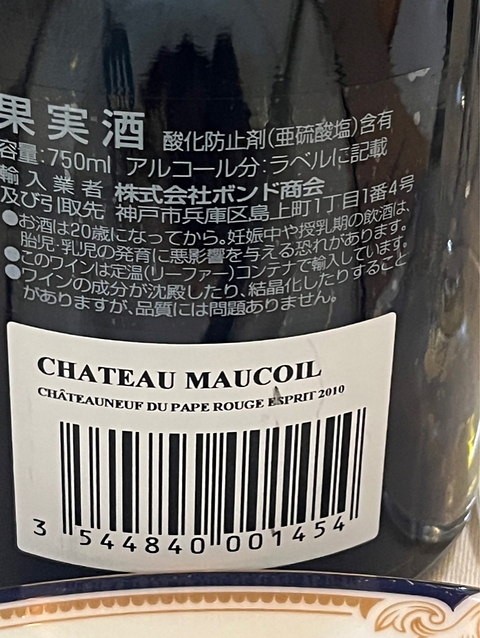 果実酒 酸化防止剤(亜硫酸塩)含有
容量:750ml アルコール分:ラベルに記載
輸入業者 株式会社ボンド商会
及び引取先 神戸市兵庫区島上町1丁目1番4号
●お酒は20歳になってから。妊娠中や授乳期の飲酒は、
胎児・乳児の発育に悪影響を与える恐れがあります。
●このワインは定温(リーファー)コンテナで輸入しています。
●ワインの成分が沈殿したり、結晶化したりすること
がありますが、品質には問題ありません。
CHATEAU MAUCOIL
CHÂTEAUNEUF DU PAPE ROUGE ESPRIT 2010
3 544840 001454